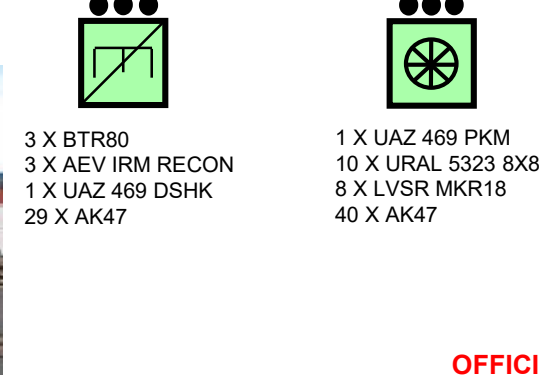 3 X BTR80
3 X AEV IRM RECON
1 X UAZ 469 DSHK
29 X AK47
1 X UAZ 469 PKM
10 X URAL 5323 8X8
8 X LVSR MKR18
40 X AK47
OFFICI